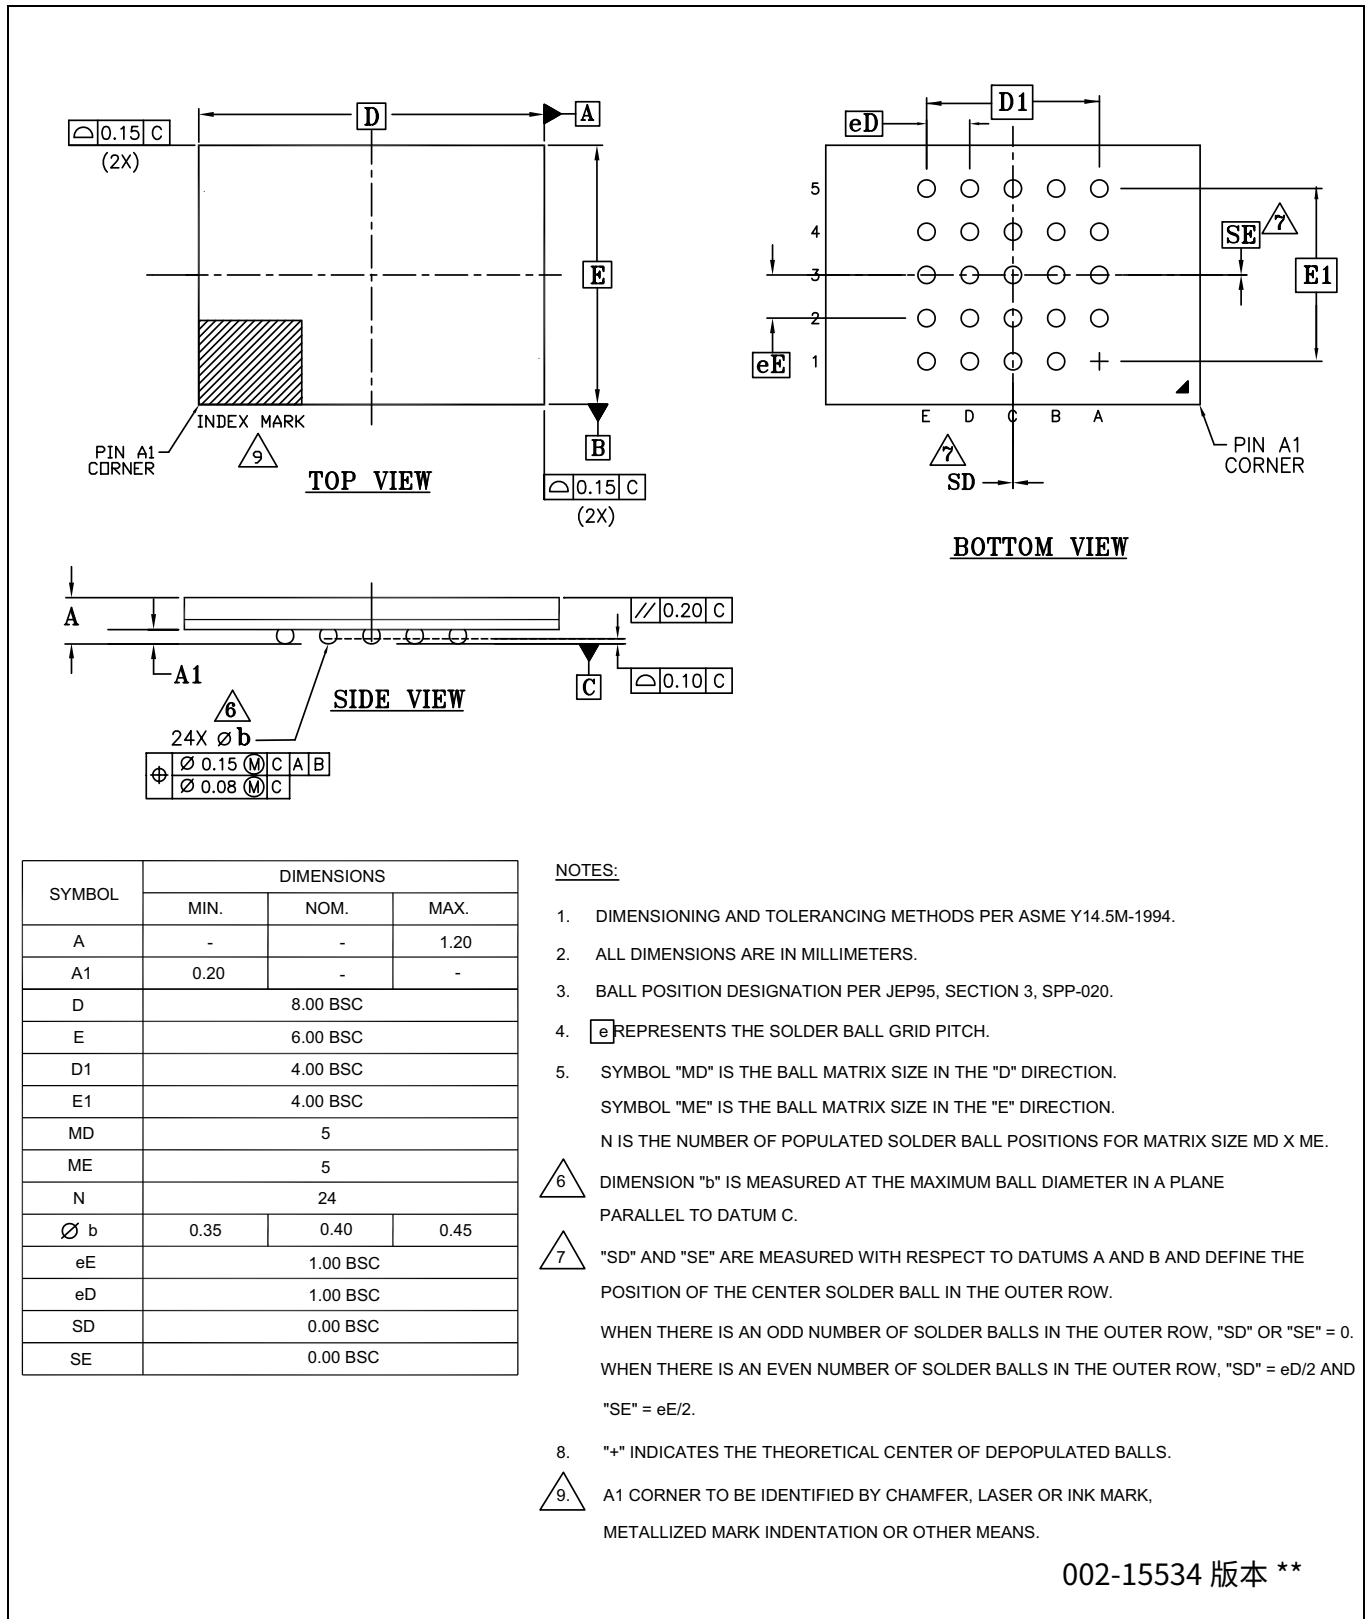 D
A
⌓ 0.15 C
(2X)
E
INDEX MARK
PIN A1
CORNER
9
B
TOP VIEW
⌓ 0.15 C
(2X)
D1
eD
5
4
3
2
1
7
SE
E1
eE
E D C B A
7
SD
PIN A1
CORNER
BOTTOM VIEW
A
// 0.20 C
A1
C
⌓ 0.10 C
6
SIDE VIEW
24X ⌀ b
⌖ ⌀ 0.15 Ⓜ C A B
⌀ 0.08 Ⓜ C
SYMBOL DIMENSIONS
MIN. NOM. MAX.
A - - 1.20
A1 0.20 - -
D 8.00 BSC
E 6.00 BSC
D1 4.00 BSC
E1 4.00 BSC
MD 5
ME 5
N 24
⌀ b 0.35 0.40 0.45
eE 1.00 BSC
eD 1.00 BSC
SD 0.00 BSC
SE 0.00 BSC
NOTES:
1. DIMENSIONING AND TOLERANCING METHODS PER ASME Y14.5M-1994.
2. ALL DIMENSIONS ARE IN MILLIMETERS.
3. BALL POSITION DESIGNATION PER JEP95, SECTION 3, SPP-020.
4. e REPRESENTS THE SOLDER BALL GRID PITCH.
5. SYMBOL "MD" IS THE BALL MATRIX SIZE IN THE "D" DIRECTION.
SYMBOL "ME" IS THE BALL MATRIX SIZE IN THE "E" DIRECTION.
N IS THE NUMBER OF POPULATED SOLDER BALL POSITIONS FOR MATRIX SIZE MD X ME.
6 DIMENSION "b" IS MEASURED AT THE MAXIMUM BALL DIAMETER IN A PLANE
PARALLEL TO DATUM C.
7 "SD" AND "SE" ARE MEASURED WITH RESPECT TO DATUMS A AND B AND DEFINE THE
POSITION OF THE CENTER SOLDER BALL IN THE OUTER ROW.
WHEN THERE IS AN ODD NUMBER OF SOLDER BALLS IN THE OUTER ROW, "SD" OR "SE" = 0.
WHEN THERE IS AN EVEN NUMBER OF SOLDER BALLS IN THE OUTER ROW, "SD" = eD/2 AND
"SE" = eE/2.
8. "+" INDICATES THE THEORETICAL CENTER OF DEPOPULATED BALLS.
9. A1 CORNER TO BE IDENTIFIED BY CHAMFER, LASER OR INK MARK,
METALLIZED MARK INDENTATION OR OTHER MEANS.
002-15534 版本 **